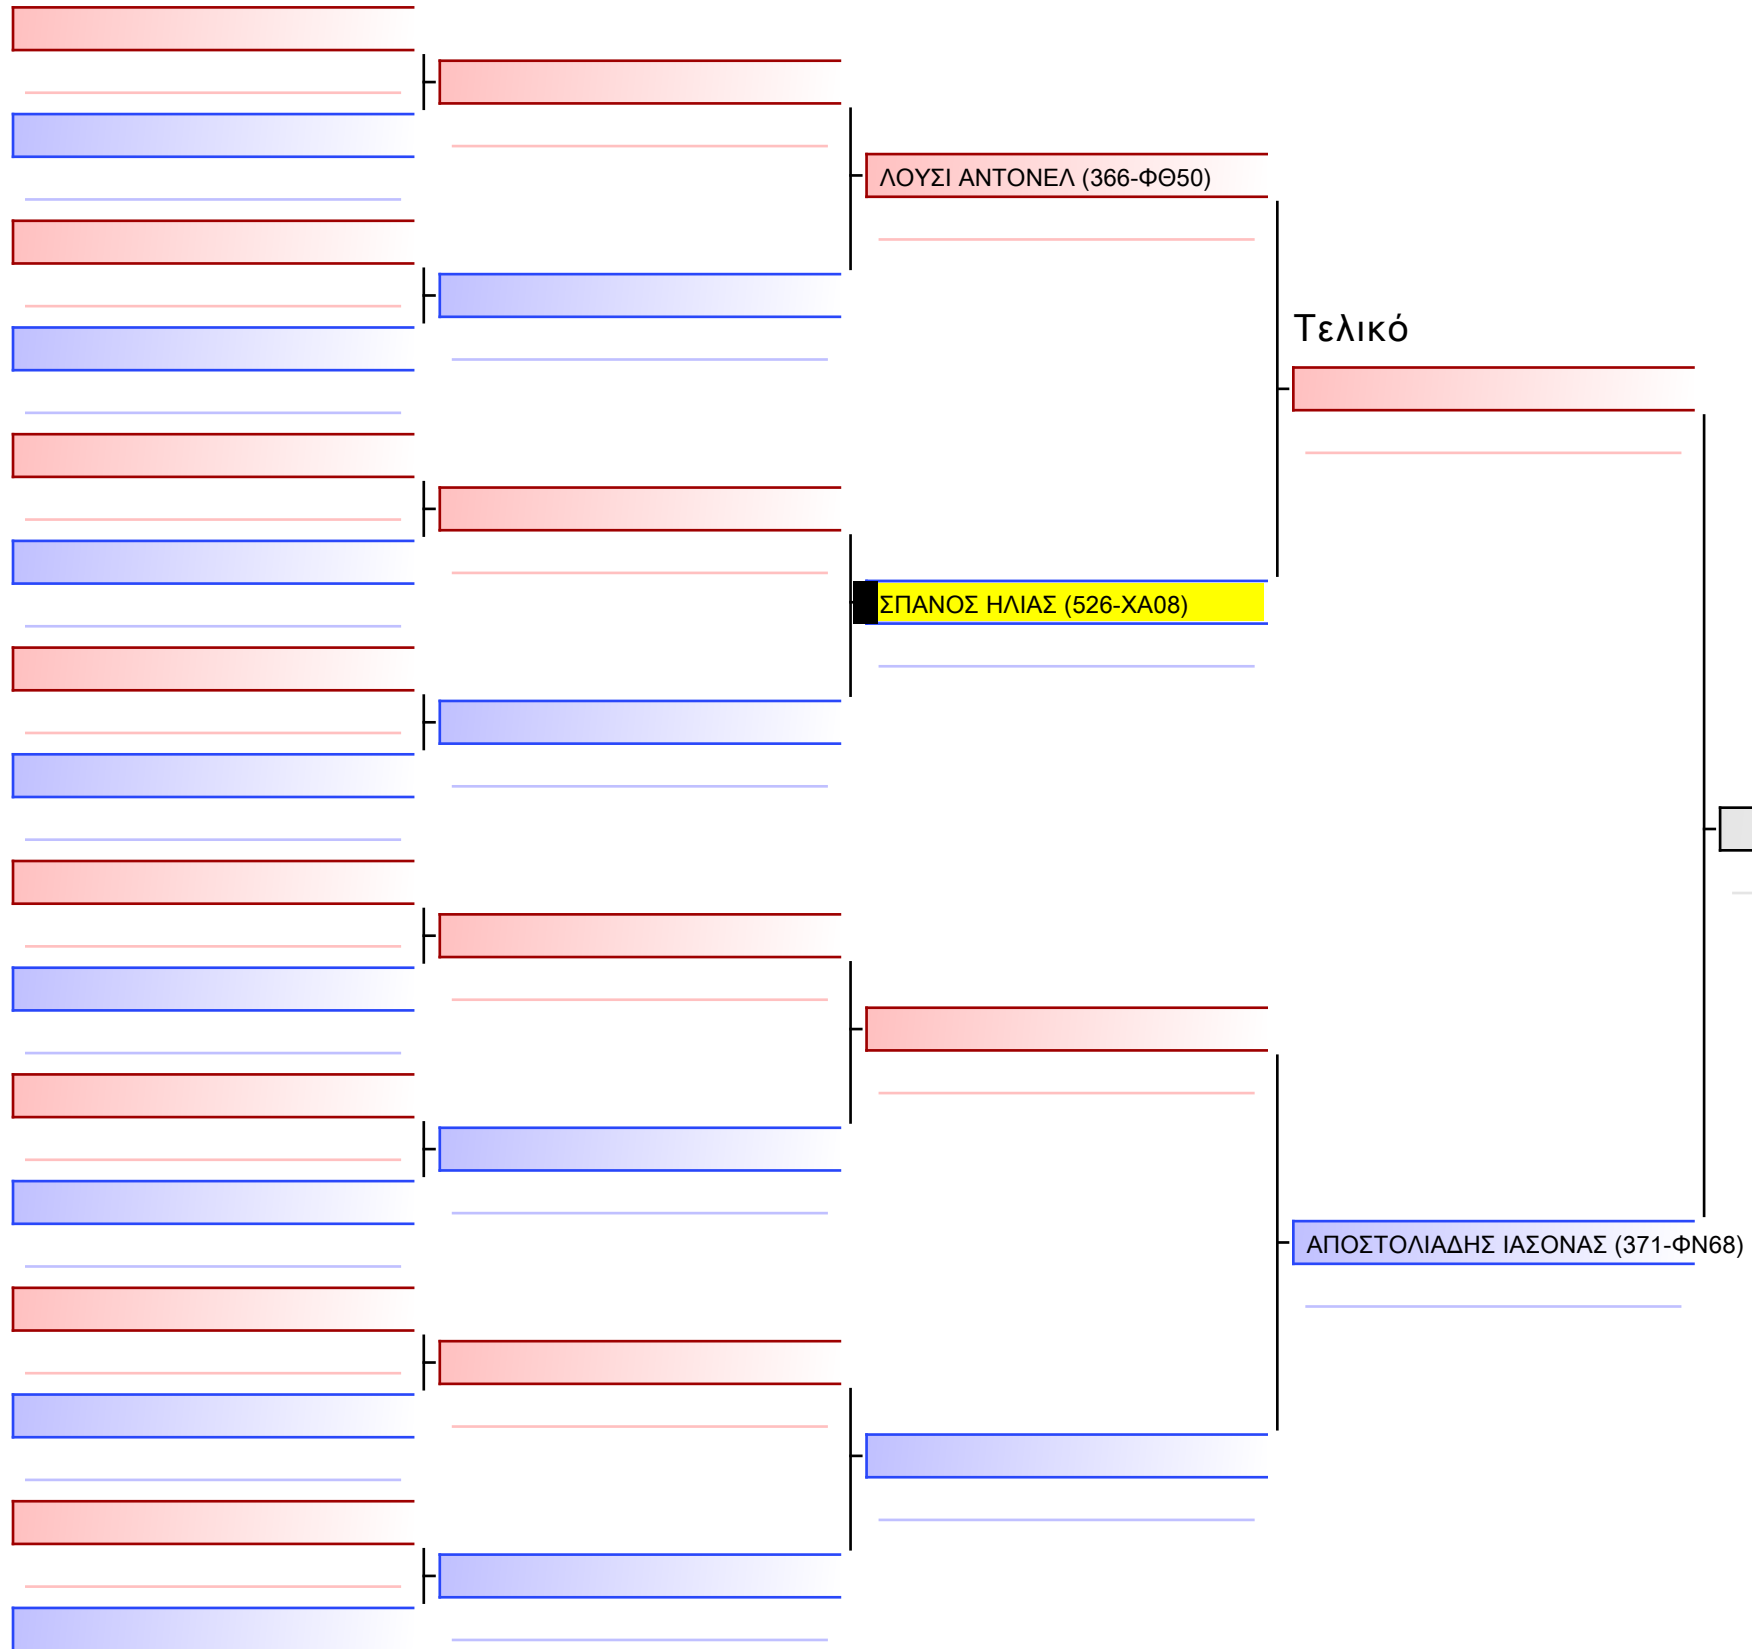 ΛΟΥΣΙ ΑΝΤΟΝΕΛ (366-ΦΘ50)
Τελικό
ΣΠΑΝΟΣ ΗΛΙΑΣ (526-ΧΑ08)
ΑΠΟΣΤΟΛΙΑΔΗΣ ΙΑΣΟΝΑΣ (371-ΦΝ68)